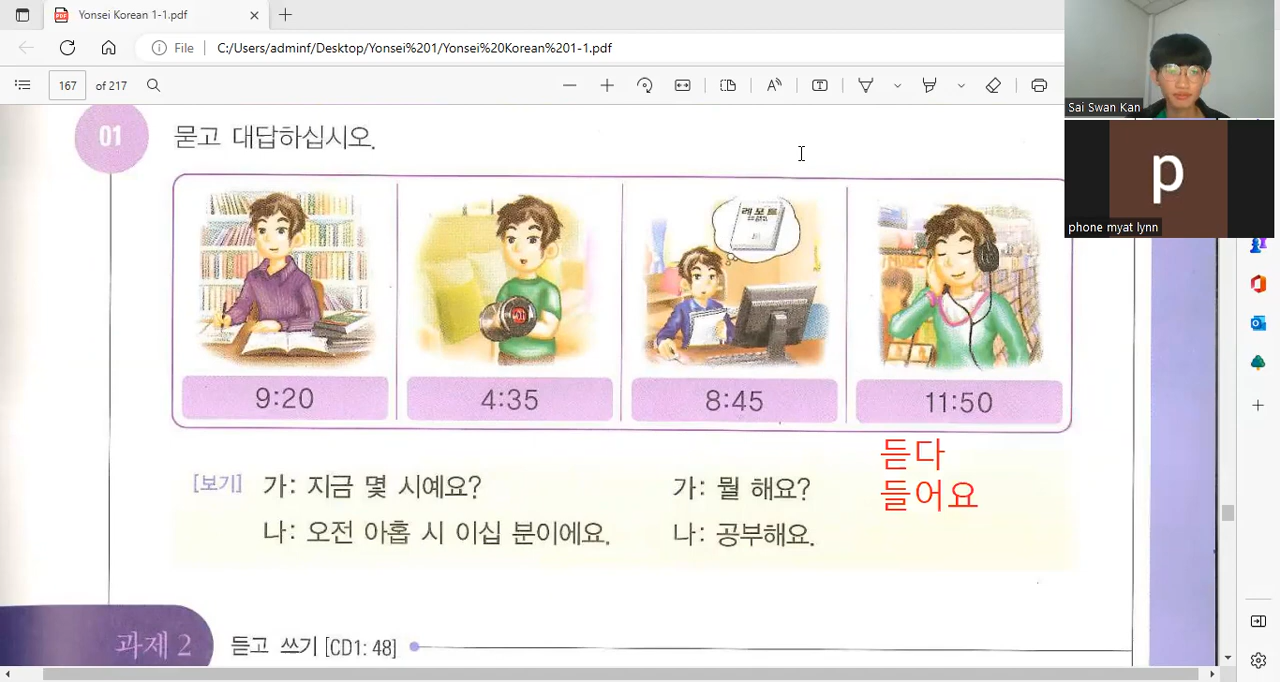 Yonsei Korean 1-1.pdf
File
C:/Users/adminf/Desktop/Yonsei%201/Yonsei%20Korean%201-1.pdf
167 of 217
Sai Swan Kan
p
phone myat lynn
01 묻고 대답하십시오.
레포트
9:20 4:35 8:45 11:50
듣다
들어요
[보기] 가: 지금 몇 시예요? 가: 뭘 해요?
나: 오전 아홉 시 이십 분이에요. 나: 공부해요.
과제 2 듣고 쓰기 [CD1: 48]